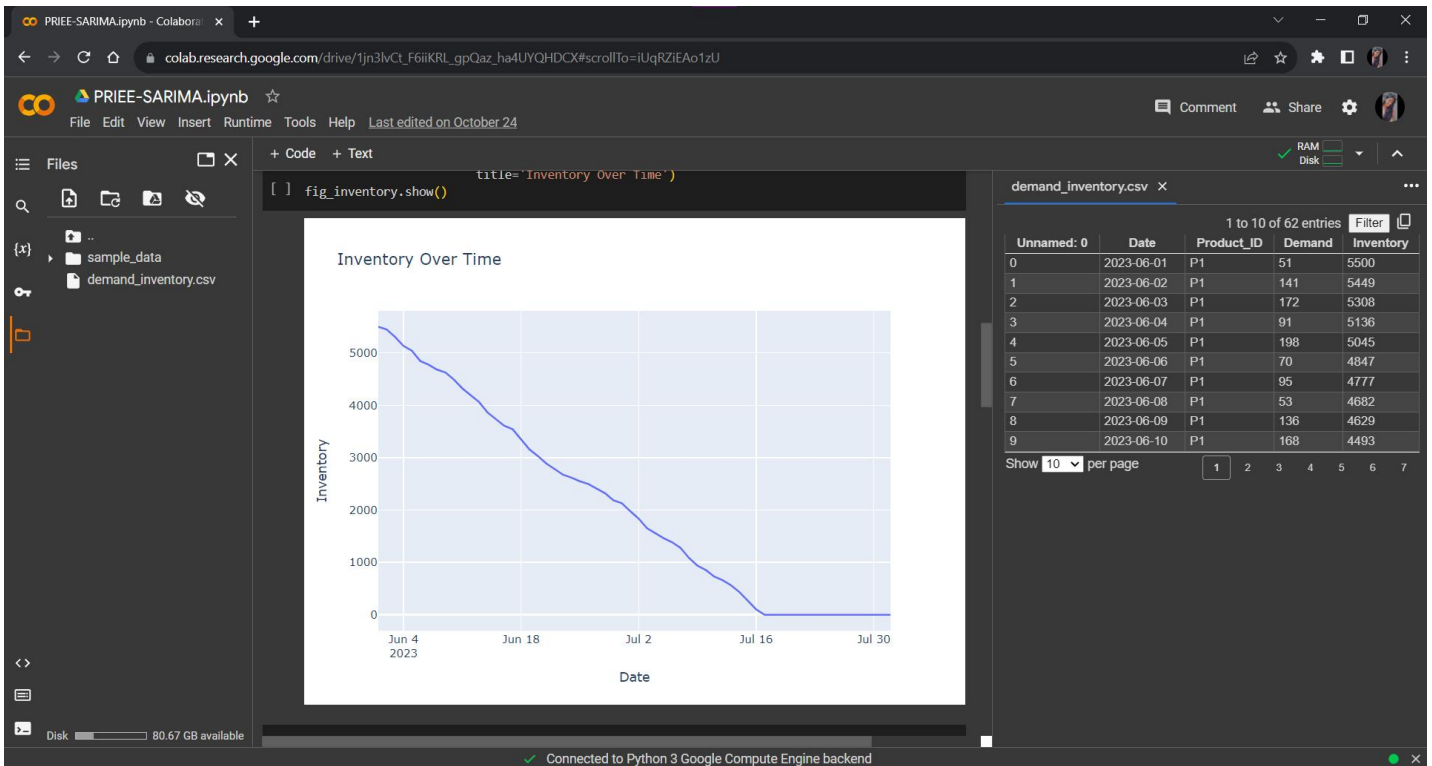 PRIEE-SARIMA.ipynb - Colabora
colab.research.google.com/drive/1jn3lvCt_F6iiKRL_gpQaz_ha4UYQHDCX#scrollTo=iUqRZiEAo1zU
PRIEE-SARIMA.ipynb
Comment Share
File Edit View Insert Runtime Tools Help Last edited on October 24
Files
+ Code + Text
RAM
Disk
..
sample_data
demand_inventory.csv
{x}
title='Inventory Over Time')
[ ] fig_inventory.show()
Inventory Over Time
5000
4000
3000
2000
1000
0
Inventory
Jun 4
2023
Jun 18
Jul 2
Jul 16
Jul 30
Date
demand_inventory.csv
1 to 10 of 62 entries Filter
Unnamed: 0 Date Product_ID Demand Inventory
0 2023-06-01 P1 51 5500
1 2023-06-02 P1 141 5449
2 2023-06-03 P1 172 5308
3 2023-06-04 P1 91 5136
4 2023-06-05 P1 198 5045
5 2023-06-06 P1 70 4847
6 2023-06-07 P1 95 4777
7 2023-06-08 P1 53 4682
8 2023-06-09 P1 136 4629
9 2023-06-10 P1 168 4493
Show 10 per page 1 2 3 4 5 6 7
Disk 80.67 GB available
Connected to Python 3 Google Compute Engine backend